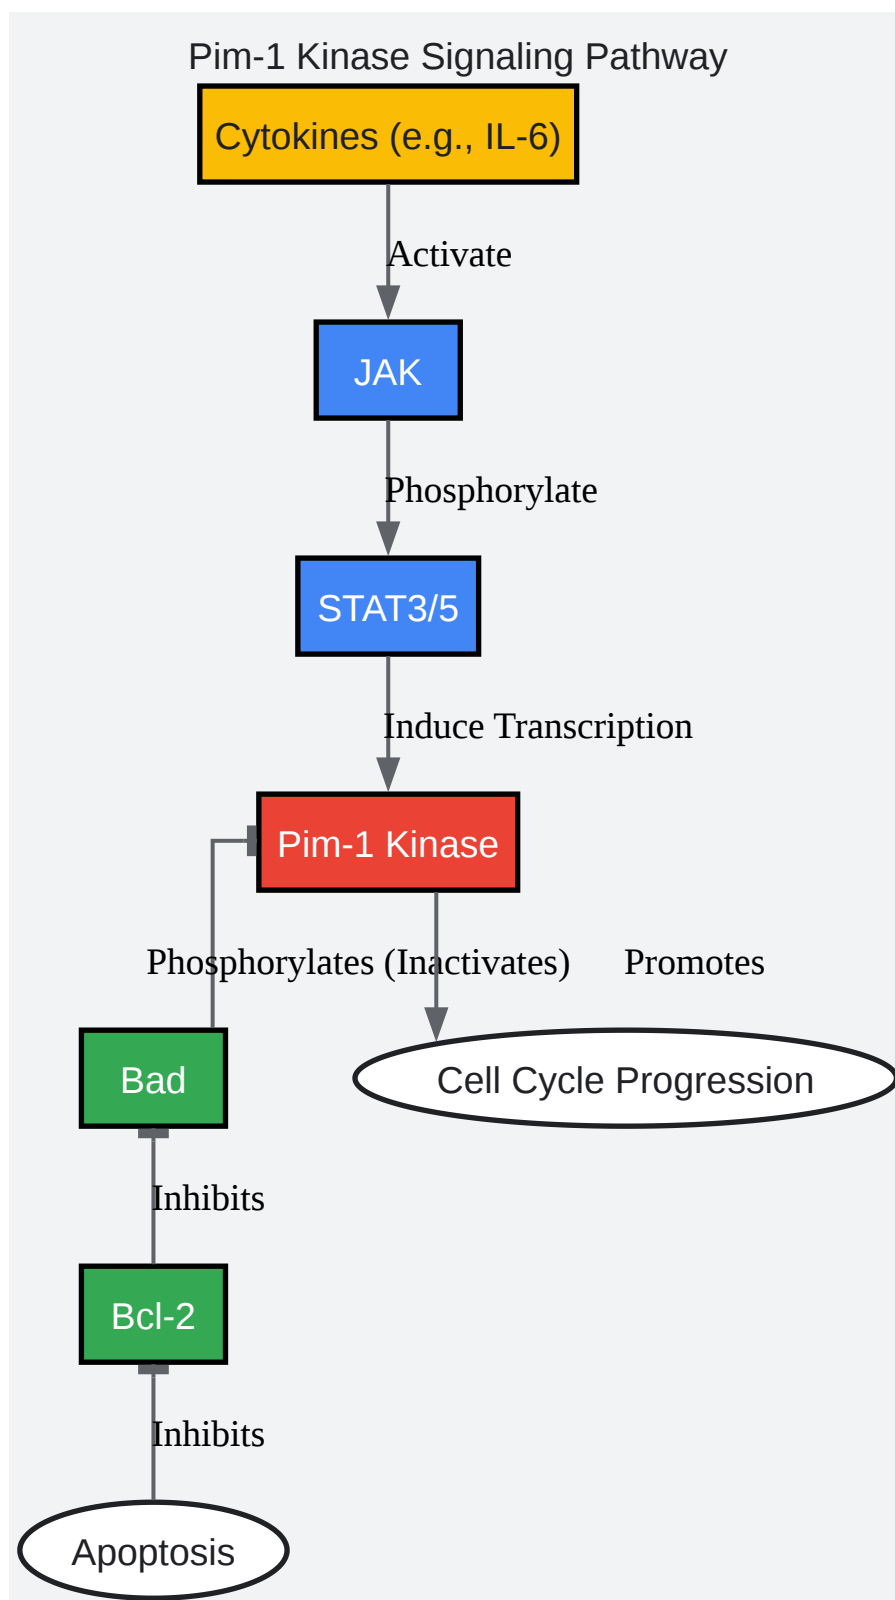 Pim-1 Kinase Signaling Pathway
Cytokines (e.g., IL-6)
Activate
JAK
Phosphorylate
STAT3/5
Induce Transcription
Pim-1 Kinase
Phosphorylates (Inactivates)
Promotes
Bad
Cell Cycle Progression
Inhibits
Bcl-2
Inhibits
Apoptosis